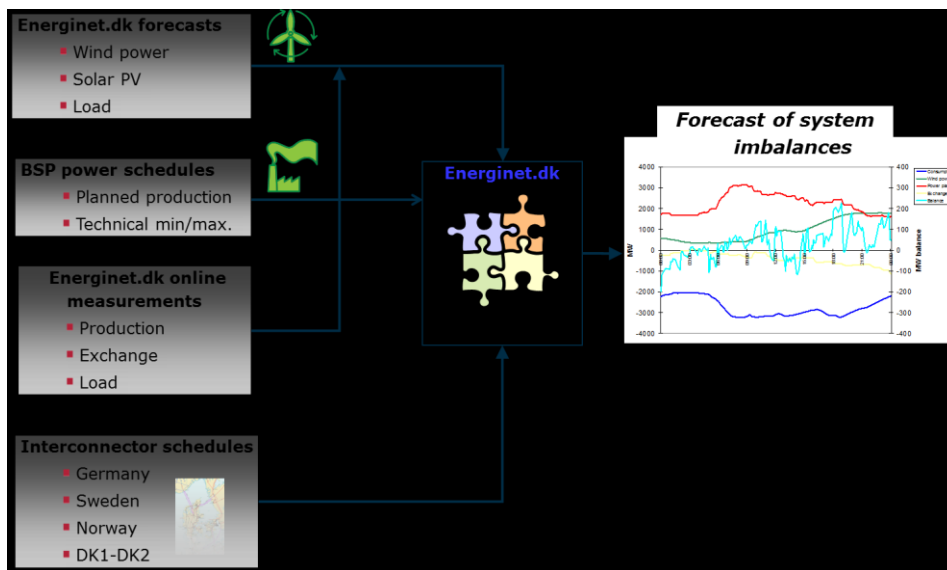 Energinet.dk forecasts
Wind power
Solar PV
Load
BSP power schedules
Planned production
Technical min/max.
Energinet.dk online
measurements
Production
Exchange
Load
Interconnector schedules
Germany
Sweden
Norway
DK1-DK2
Energinet.dk
Forecast of system
imbalances
4000
3000
2000
1000
0
-1000
-2000
-3000
-4000
MW
400
300
200
100
0
-100
-200
-300
-400
MW balance
Balance